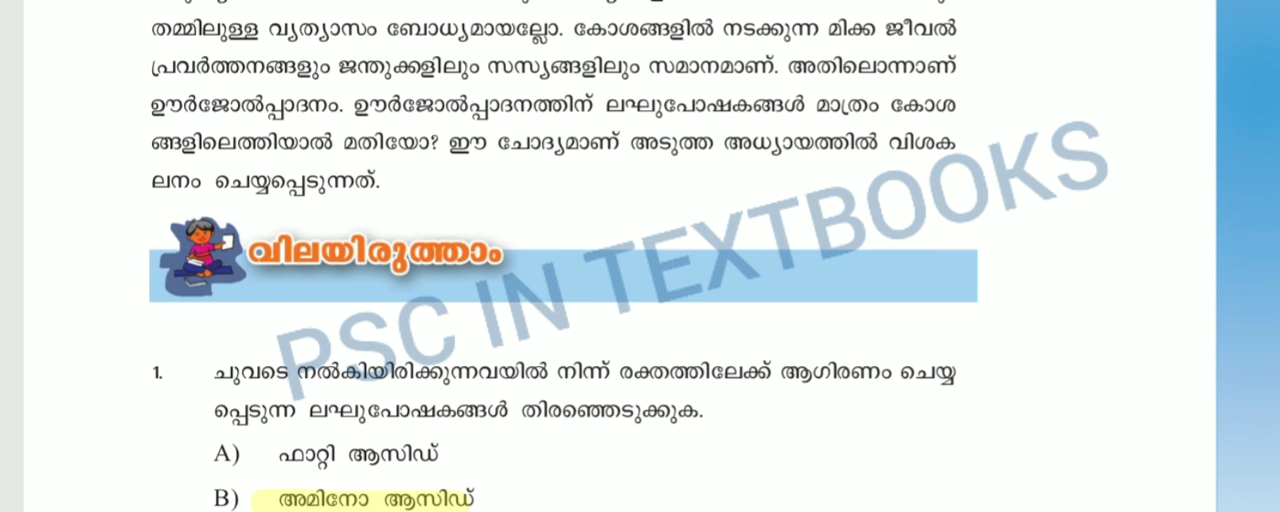 തമ്മിലുള്ള വ്യത്യാസം ബോധ്യമായല്ലോ. കോശങ്ങളിൽ നടക്കുന്ന മിക്ക ജീവൽ
പ്രവർത്തനങ്ങളും ജന്തുക്കളിലും സസ്യങ്ങളിലും സമാനമാണ്. അതിലൊന്നാണ്
ഊർജോൽപ്പാദനം. ഊർജോൽപ്പാദനത്തിന് ലഘുപോഷകങ്ങൾ മാത്രം കോശ
ങ്ങളിലെത്തിയാൽ മതിയോ? ഈ ചോദ്യമാണ് അടുത്ത അധ്യായത്തിൽ വിശക
ലനം ചെയ്യപ്പെടുന്നത്.
വിലയിരുത്താം
PSC IN TEXTBOOKS
1. ചുവടെ നൽകിയിരിക്കുന്നവയിൽ നിന്ന് രക്തത്തിലേക്ക് ആഗിരണം ചെയ്യ
പ്പെടുന്ന ലഘുപോഷകങ്ങൾ തിരഞ്ഞെടുക്കുക.
A) ഫാറ്റി ആസിഡ്
B) അമിനോ ആസിഡ്